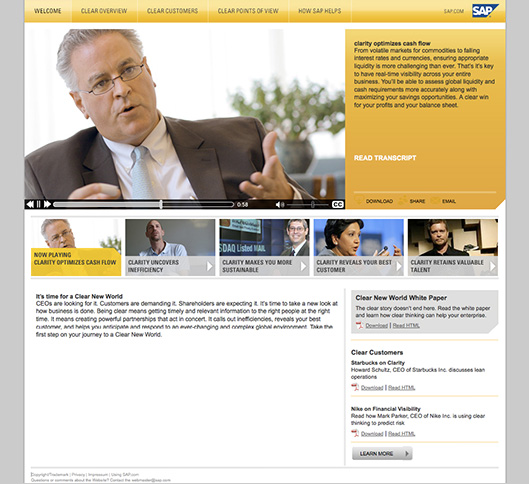 WELCOME
CLEAR OVERVIEW
CLEAR CUSTOMERS
CLEAR POINTS OF VIEW
HOW SAP HELPS
SAP.COM
SAP
clarity optimizes cash flow
From volatile markets for commodities to falling
interest rates and currencies, ensuring appropriate
liquidity is more challenging than ever. That's it's key
to have real-time visibility across your entire
business. You'll be able to assess global liquidity and
cash requirements more accurately along with
maximizing your savings opportunities. A clear win
for your profits and your balance sheet.
READ TRANSCRIPT
0:58
CC
DOWNLOAD
SHARE
EMAIL
NOW PLAYING
CLARITY OPTIMIZES CASH FLOW
CLARITY UNCOVERS
INEFFICIENCY
SDAQ Listed MAIL
CLARITY MAKES YOU MORE
SUSTAINABLE
CLARITY REVEALS YOUR BEST
CUSTOMER
CLARITY RETAINS VALUABLE
TALENT
It's time for a Clear New World
CEOs are looking for it. Customers are demanding it. Shareholders are expecting it. It's time to take a new look at
how business is done. Being clear means getting timely and relevant information to the right people at the right
time. It means creating powerful partnerships that act in concert. It calls out inefficiencies, reveals your best
customer, and helps you anticipate and respond to an ever-changing and complex global environment. Take the
first step on your journey to a Clear New World.
Clear New World White Paper
The clear story doesn't end here. Read the white paper
and learn how clear thinking can help your enterprise.
Download | Read HTML
Clear Customers
Starbucks on Clarity
Howard Schultz, CEO of Starbucks Inc. discusses lean
operations
Download | Read HTML
Nike on Financial Visibility
Read how Mark Parker, CEO of Nike Inc. is using clear
thinking to predict risk
Download | Read HTML
LEARN MORE
Copyright/Trademark | Privacy | Impressum | Using SAP.com
Questions or comments about the Website? Contact the webmaster@sap.com